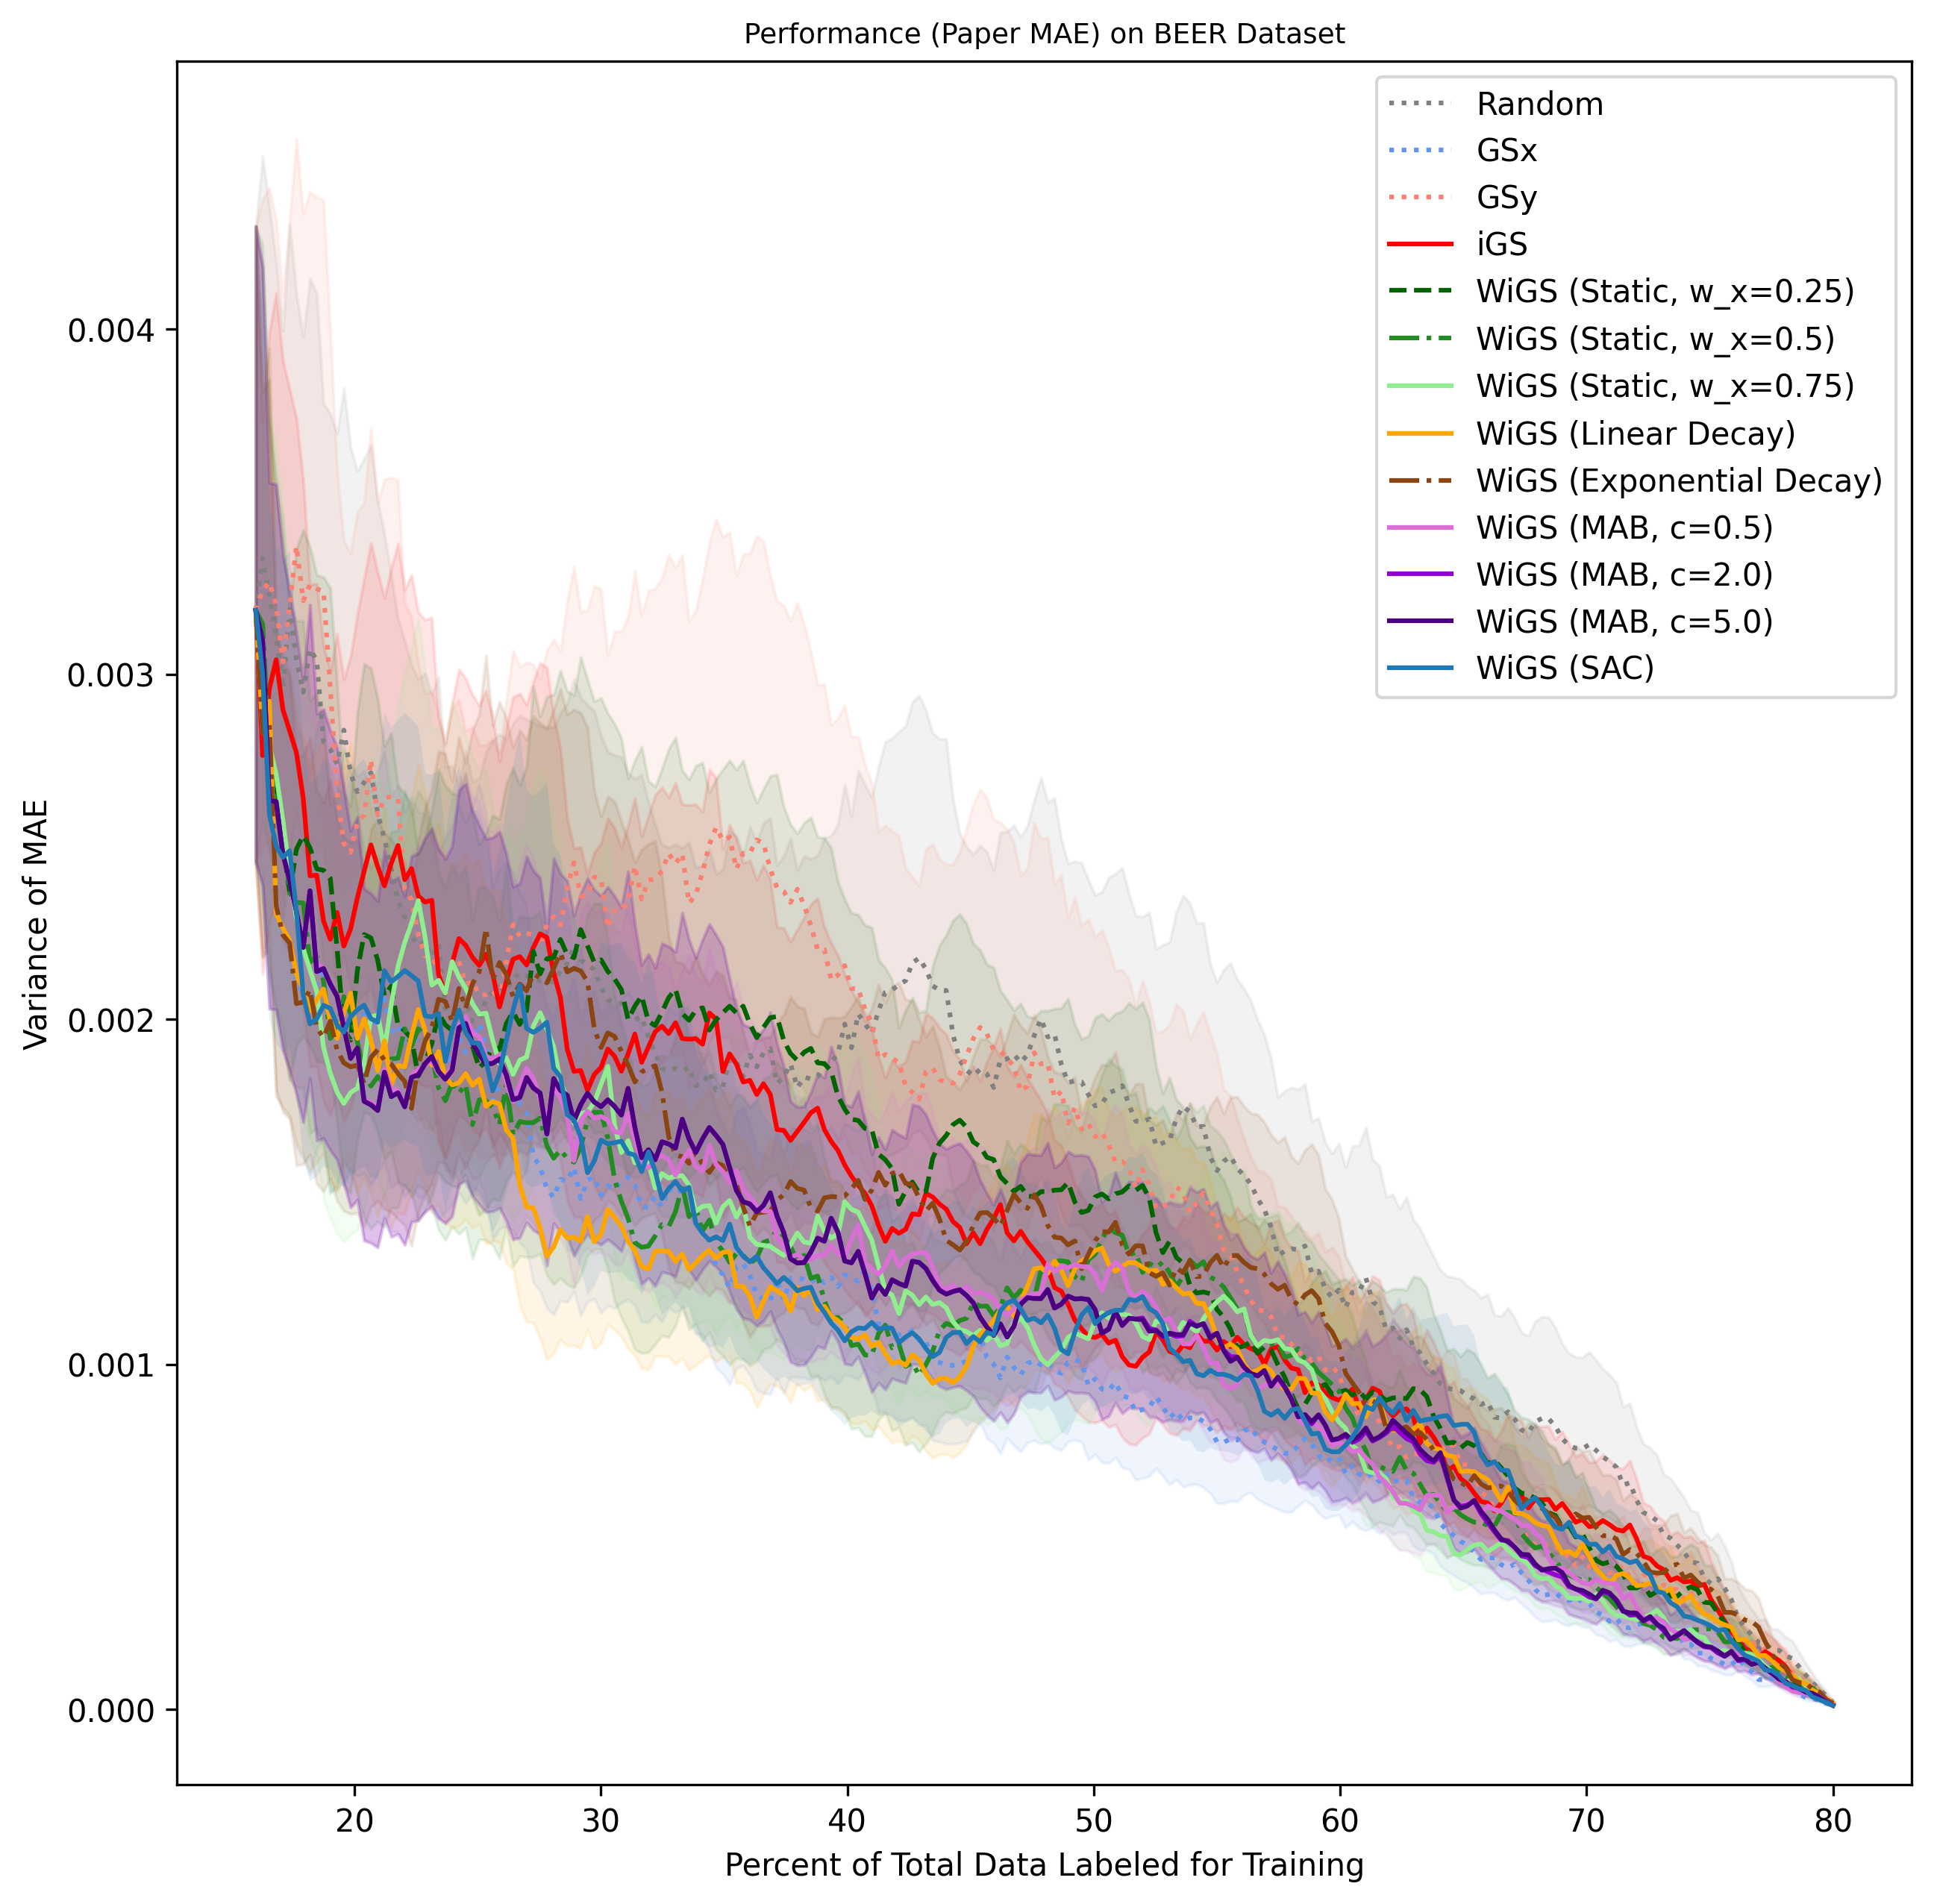 Performance (Paper MAE) on BEER Dataset
Random
GSx
GSy
iGS
WiGS (Static, w_x=0.25)
WiGS (Static, w_x=0.5)
WiGS (Static, w_x=0.75)
WiGS (Linear Decay)
WiGS (Exponential Decay)
WiGS (MAB, c=0.5)
WiGS (MAB, c=2.0)
WiGS (MAB, c=5.0)
WiGS (SAC)
Variance of MAE
0.004
0.003
0.002
0.001
0.000
20 30 40 50 60 70 80
Percent of Total Data Labeled for Training